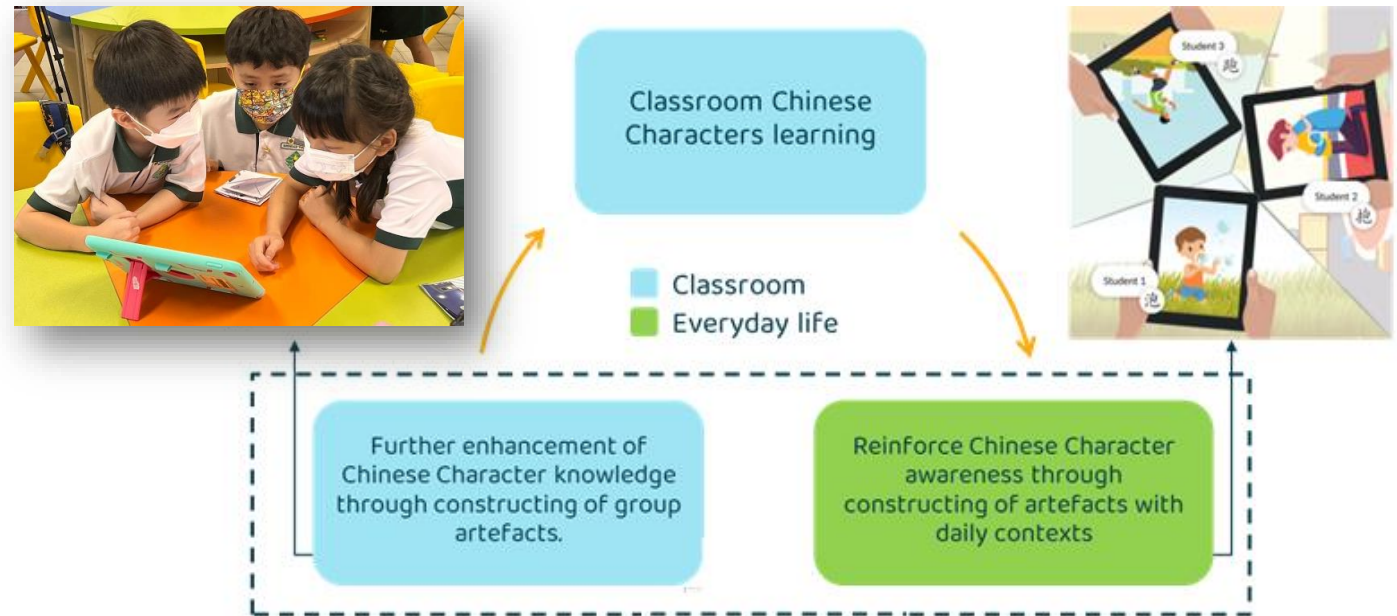 Classroom Chinese
Characters learning
Classroom
Everyday life
Further enhancement of
Chinese Character knowledge
through constructing of group
artefacts.
Reinforce Chinese Character
awareness through
constructing of artefacts with
daily contexts
Student 3
跑
Student 2
抱
Student 1
泡